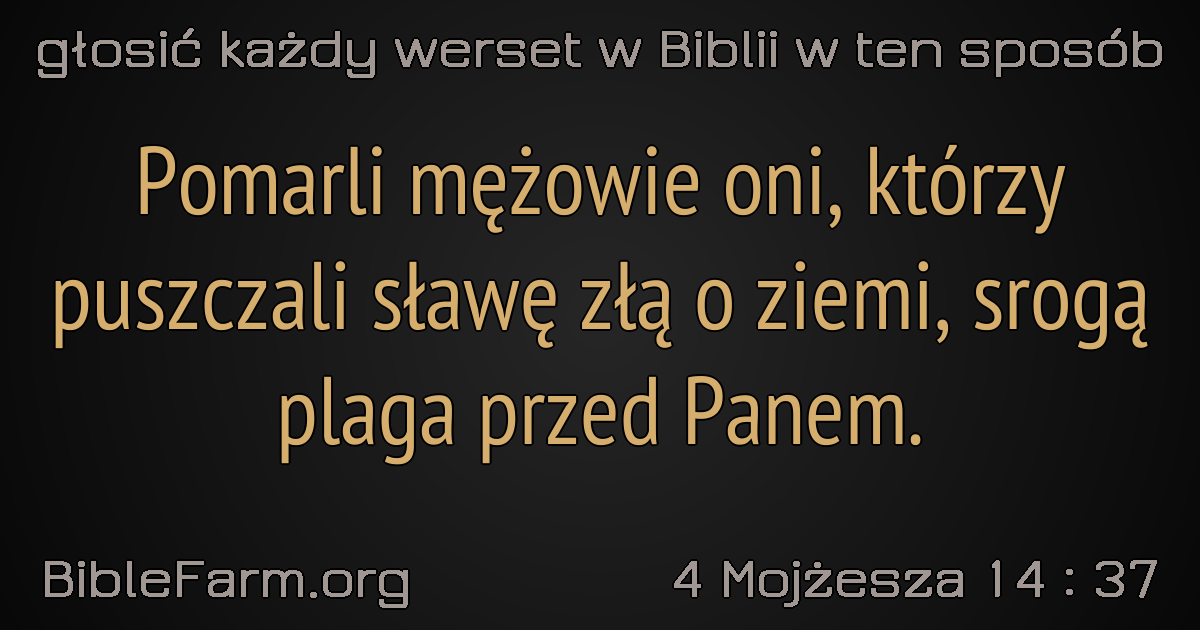 głosić każdy werset w Biblii w ten sposób
Pomarli mężowie oni, którzy
puszczali sławę złą o ziemi, srogą
plaga przed Panem.
BibleFarm.org
4 Mojżesza 14 : 37